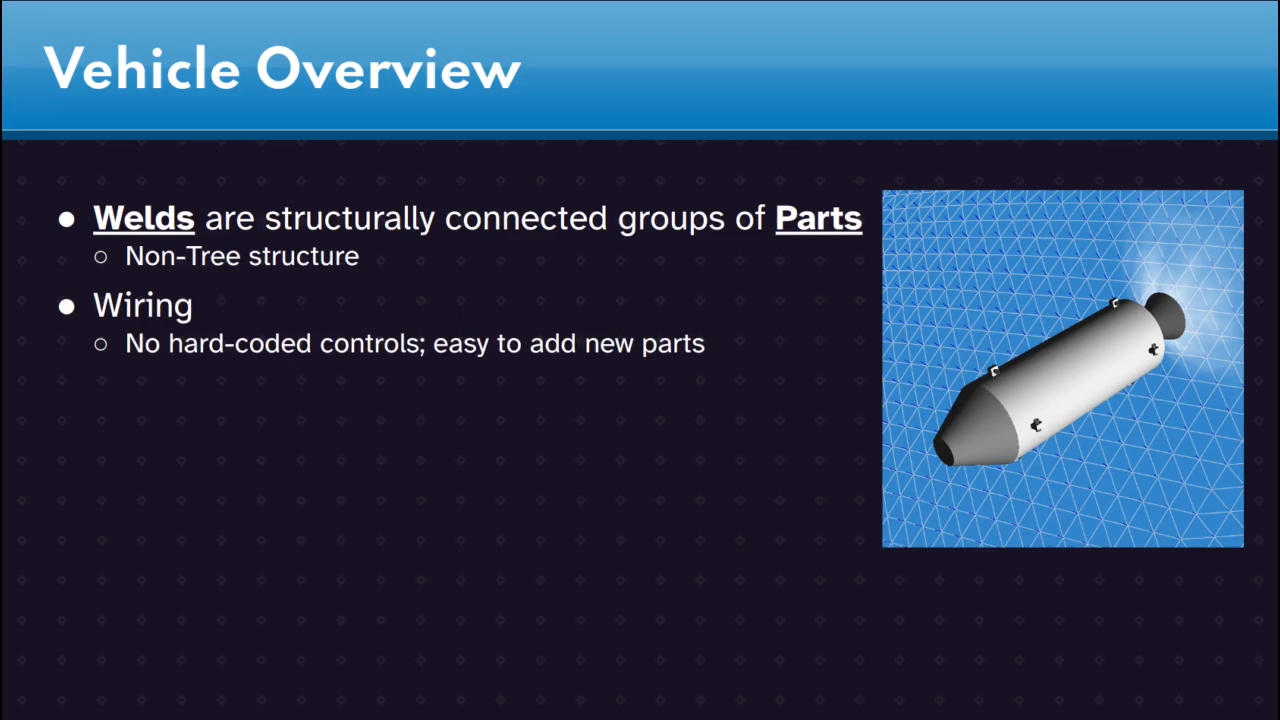 Vehicle Overview
● Welds are structurally connected groups of Parts
○ Non-Tree structure
● Wiring
○ No hard-coded controls; easy to add new parts